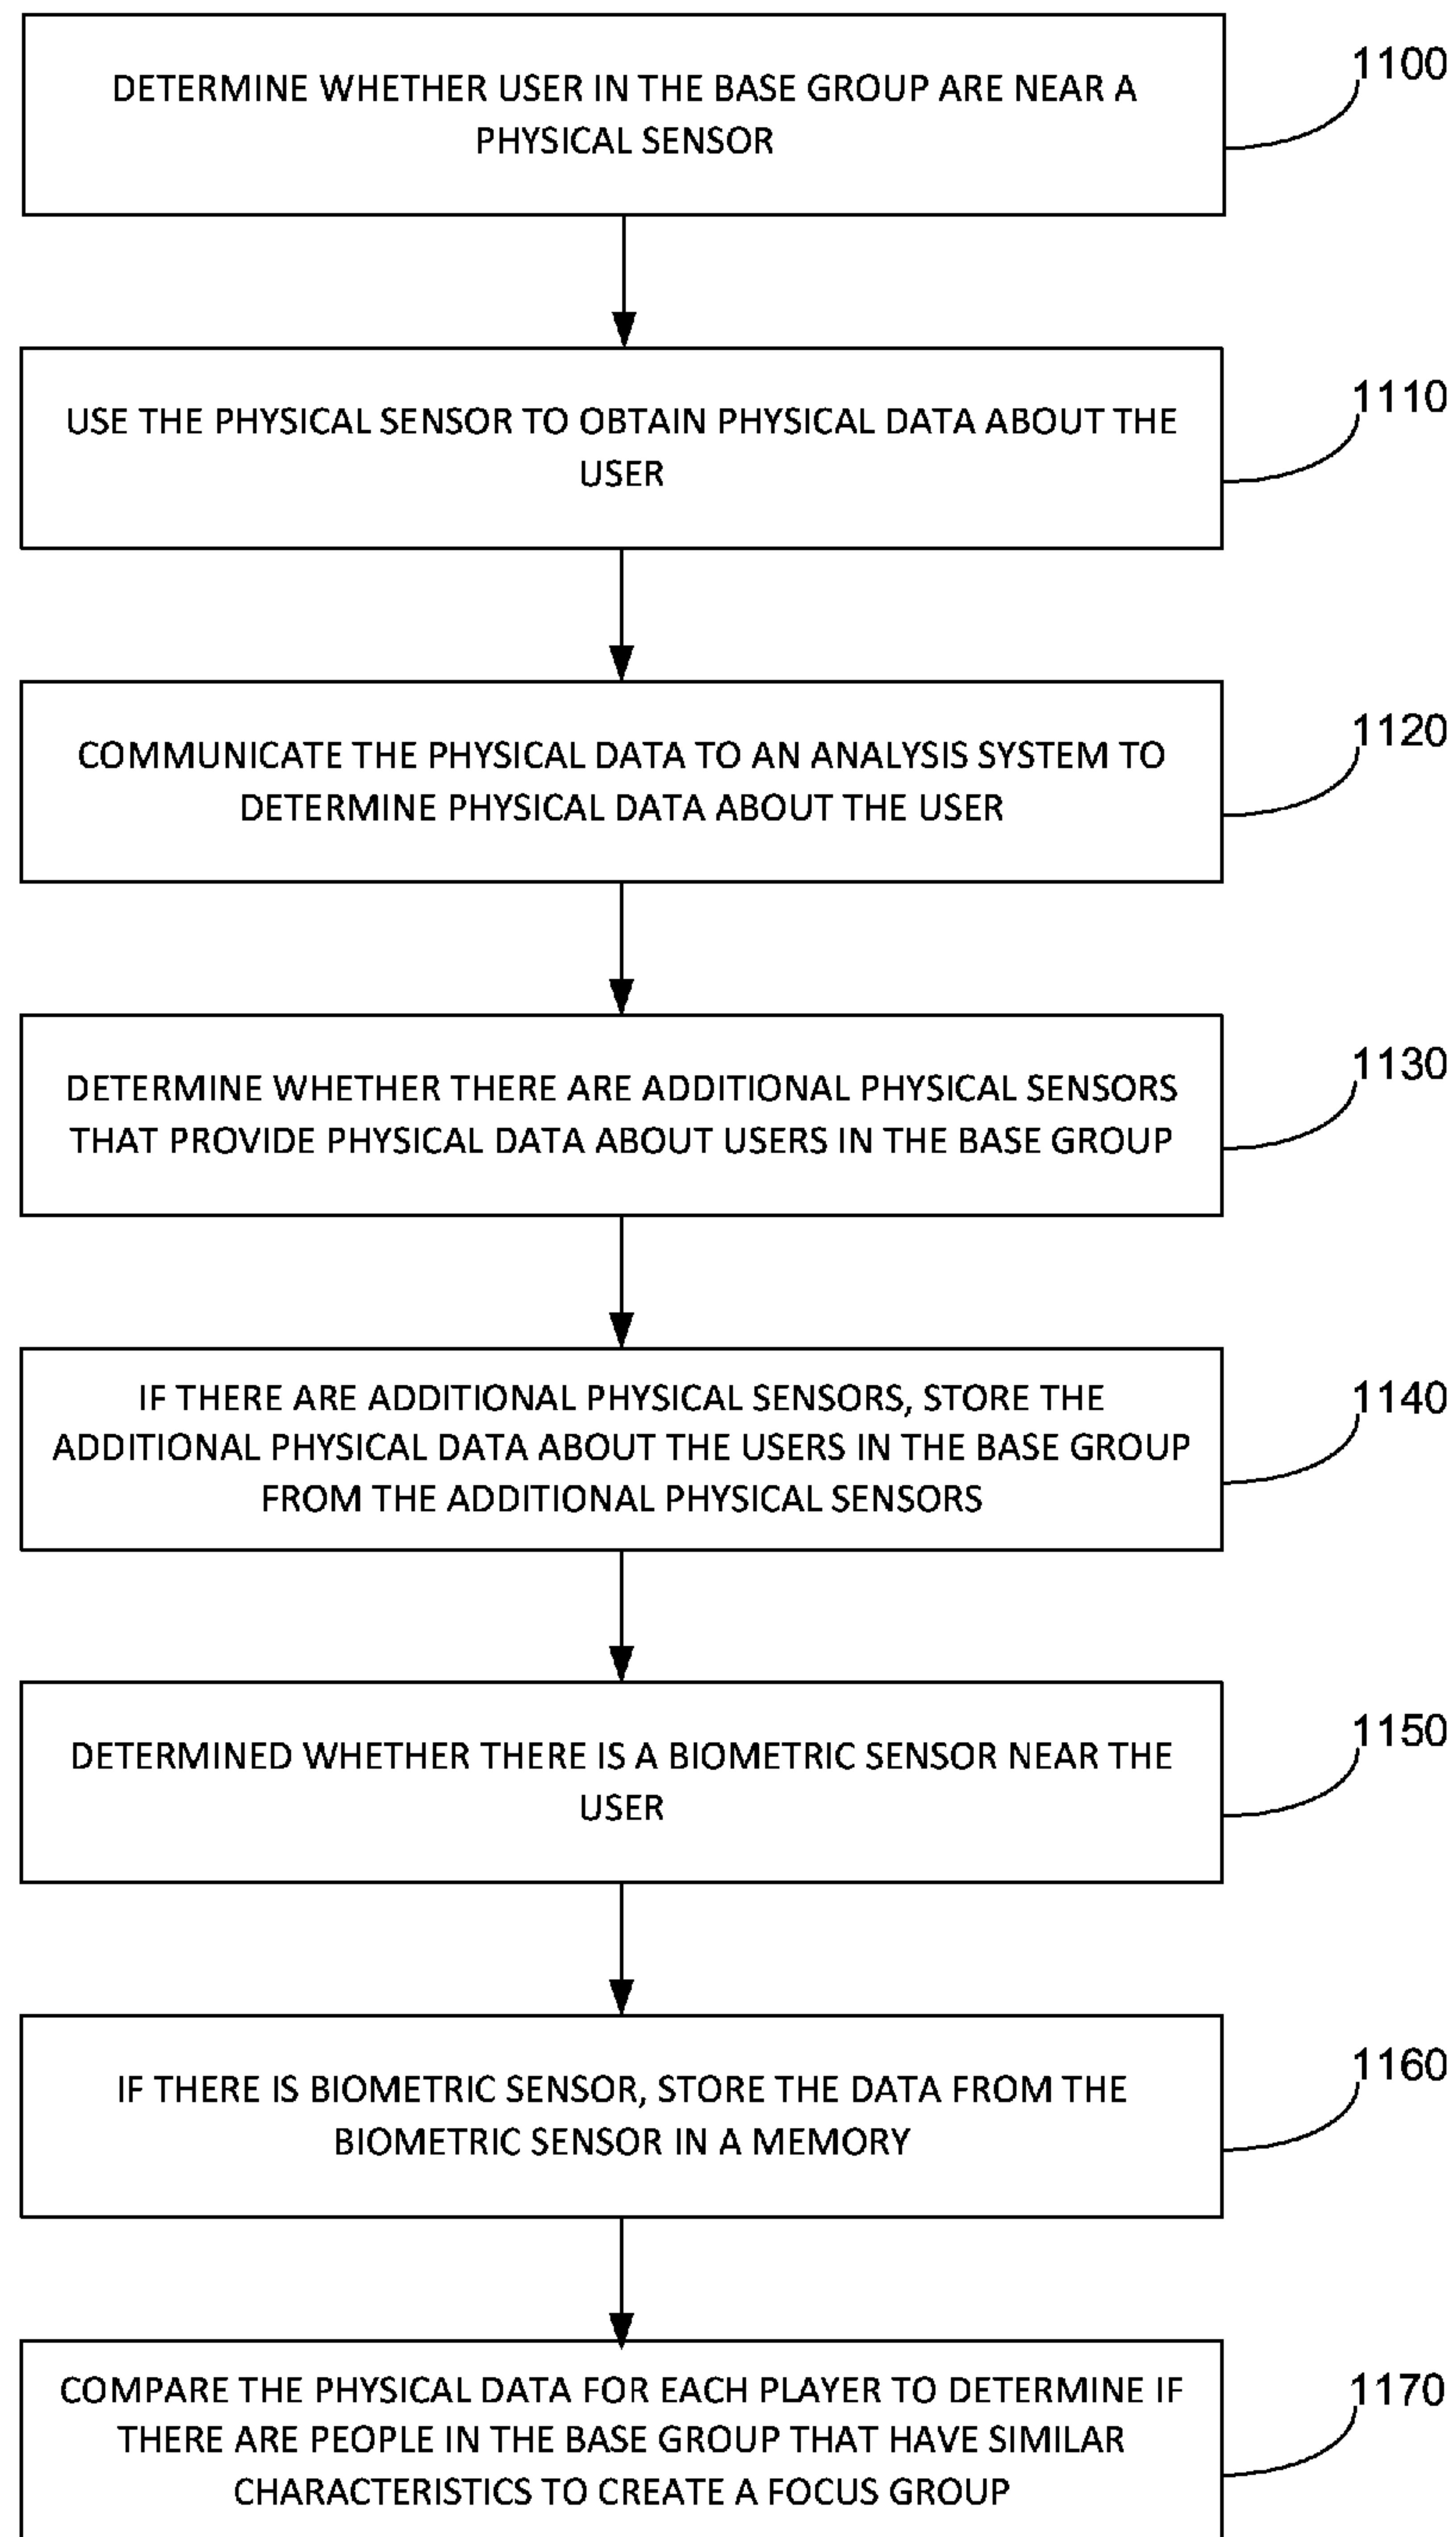 DETERMINE WHETHER USER IN THE BASE GROUP ARE NEAR A
PHYSICAL SENSOR
1100
USE THE PHYSICAL SENSOR TO OBTAIN PHYSICAL DATA ABOUT THE
USER
1110
COMMUNICATE THE PHYSICAL DATA TO AN ANALYSIS SYSTEM TO
DETERMINE PHYSICAL DATA ABOUT THE USER
1120
DETERMINE WHETHER THERE ARE ADDITIONAL PHYSICAL SENSORS
THAT PROVIDE PHYSICAL DATA ABOUT USERS IN THE BASE GROUP
1130
IF THERE ARE ADDITIONAL PHYSICAL SENSORS, STORE THE
ADDITIONAL PHYSICAL DATA ABOUT THE USERS IN THE BASE GROUP
FROM THE ADDITIONAL PHYSICAL SENSORS
1140
DETERMINED WHETHER THERE IS A BIOMETRIC SENSOR NEAR THE
USER
1150
IF THERE IS BIOMETRIC SENSOR, STORE THE DATA FROM THE
BIOMETRIC SENSOR IN A MEMORY
1160
COMPARE THE PHYSICAL DATA FOR EACH PLAYER TO DETERMINE IF
THERE ARE PEOPLE IN THE BASE GROUP THAT HAVE SIMILAR
CHARACTERISTICS TO CREATE A FOCUS GROUP
1170